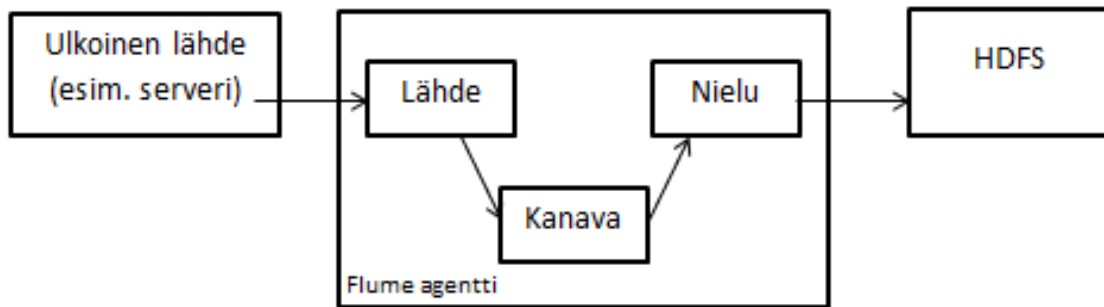 Ulkoinen lähde
(esim. serveri)
Lähde
Kanava
Nielu
Flume agentti
HDFS